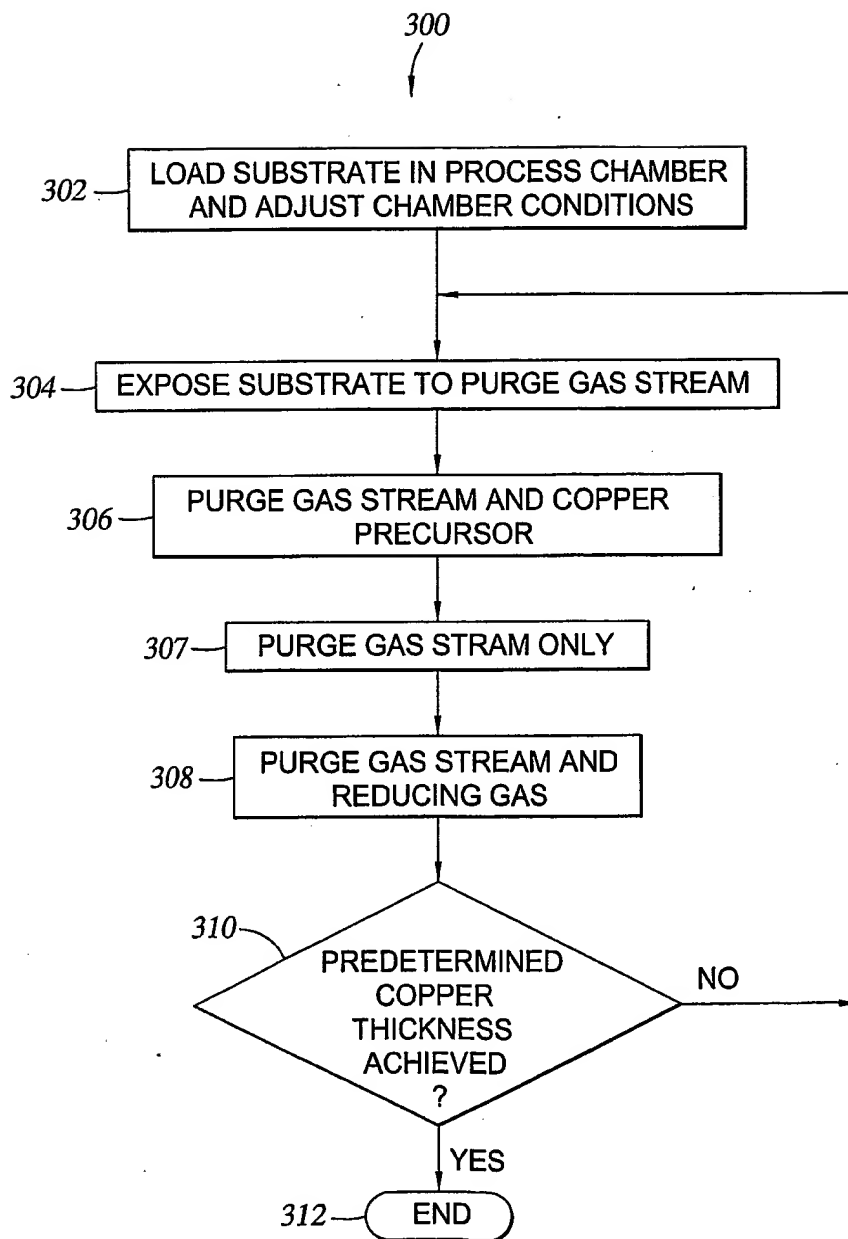 300
302
LOAD SUBSTRATE IN PROCESS CHAMBER
AND ADJUST CHAMBER CONDITIONS
304
EXPOSE SUBSTRATE TO PURGE GAS STREAM
306
PURGE GAS STREAM AND COPPER
PRECURSOR
307
PURGE GAS STRAM ONLY
308
PURGE GAS STREAM AND
REDUCING GAS
310
PREDETERMINED
COPPER
THICKNESS
ACHIEVED
?
NO
YES
312
END